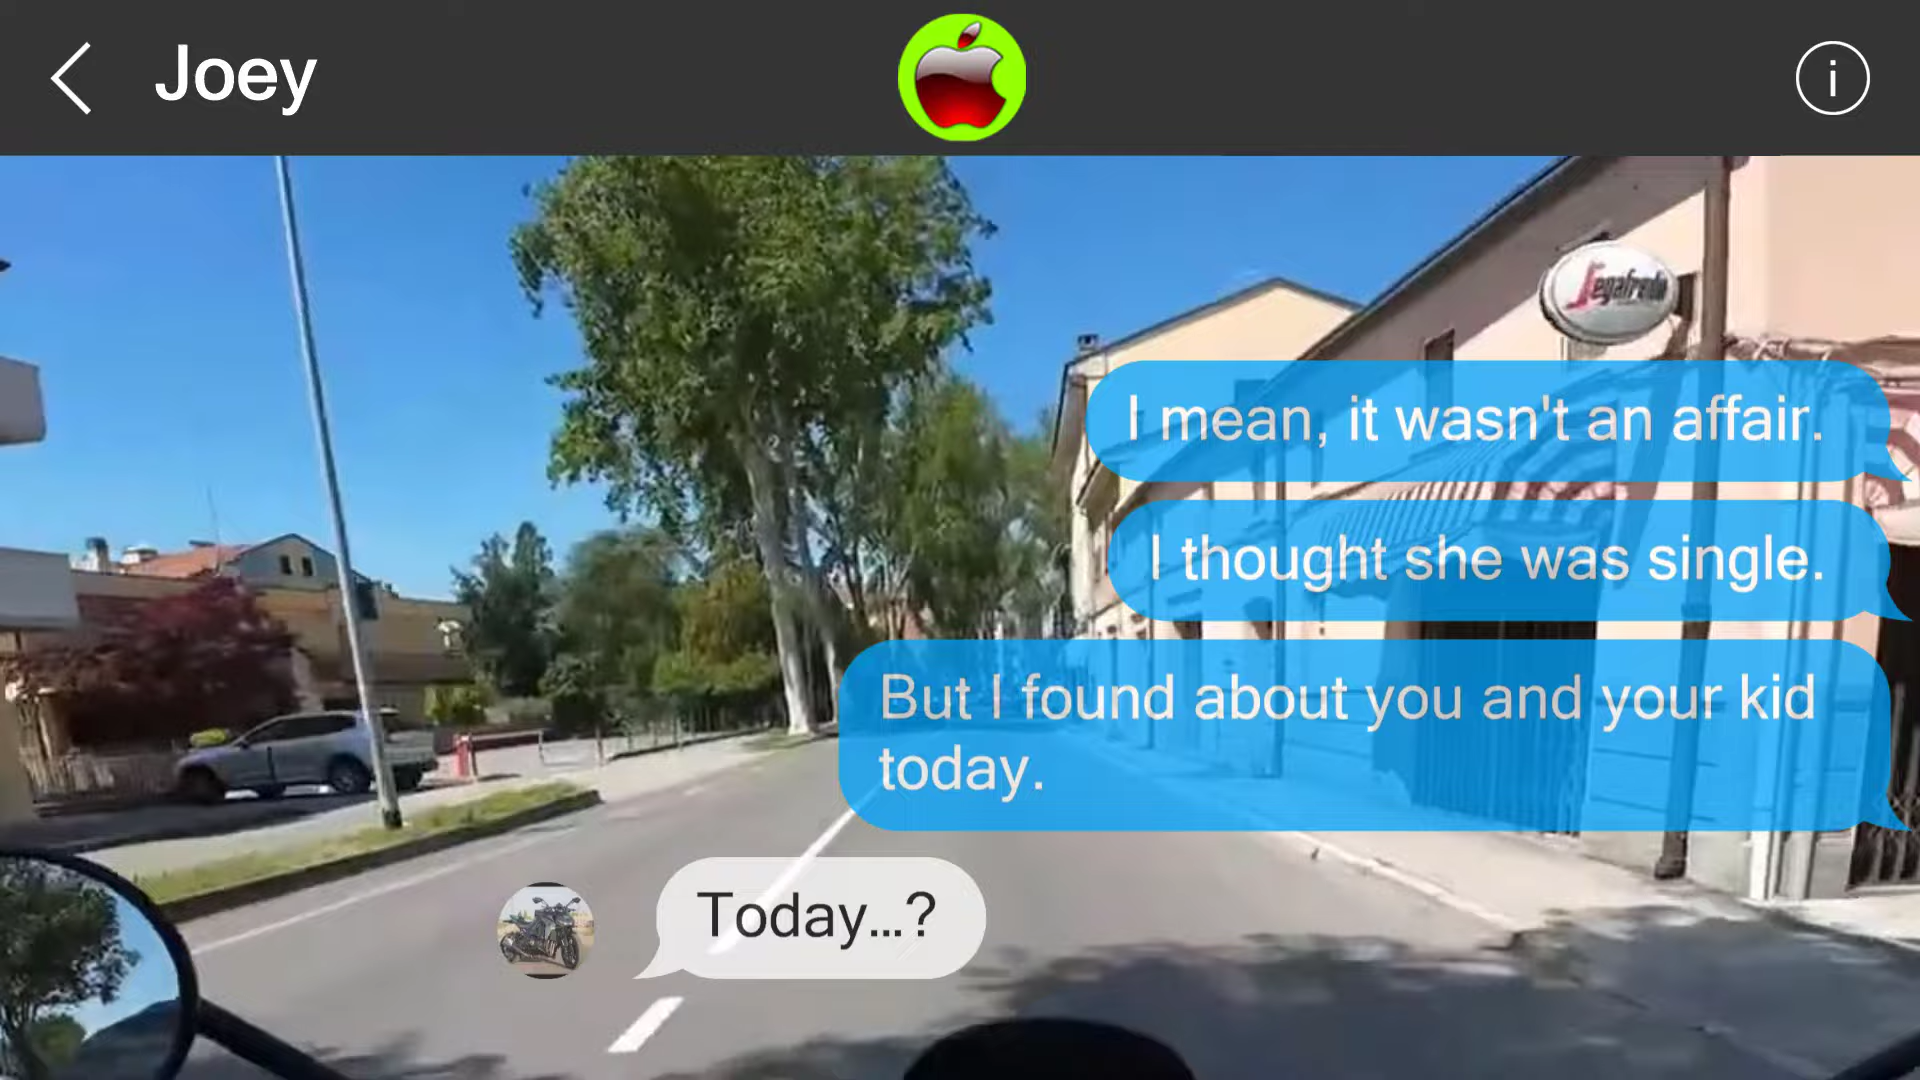 Joey
i
Segafredo
I mean, it wasn't an affair.
I thought she was single.
But I found about you and your kid
today.
Today...?